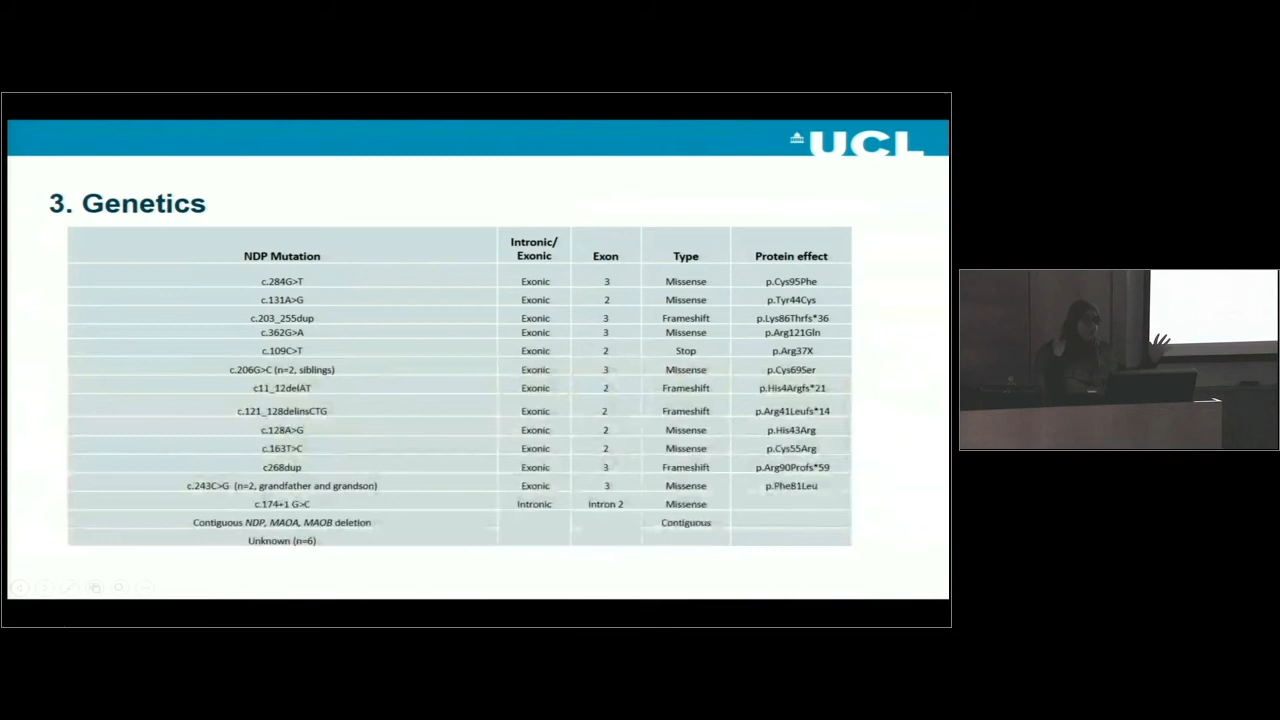 UCL
3. Genetics
NDP Mutation Intronic/ Exonic Exon Type Protein effect
c.284G>T Exonic 3 Missense p.Cys95Phe
c.131A>G Exonic 2 Missense p.Tyr44Cys
c.203_255dup Exonic 3 Frameshift p.Lys86Thrfs*36
c.362G>A Exonic 3 Missense p.Arg121Gln
c.109C>T Exonic 2 Stop p.Arg37X
c.206G>C (n=2, siblings) Exonic 3 Missense p.Cys69Ser
c11_12delAT Exonic 2 Frameshift p.His4Argfs*21
c.121_128delinsCTG Exonic 2 Frameshift p.Arg41Leufs*14
c.128A>G Exonic 2 Missense p.His43Arg
c.163T>C Exonic 2 Missense p.Cys55Arg
c268dup Exonic 3 Frameshift p.Arg90Profs*59
c.243C>G (n=2, grandfather and grandson) Exonic 3 Missense p.Phe81Leu
c.174+1 G>C Intronic Intron 2 Missense
Contiguous NDP, MAOA, MAOB deletion Contiguous
Unknown (n=6)